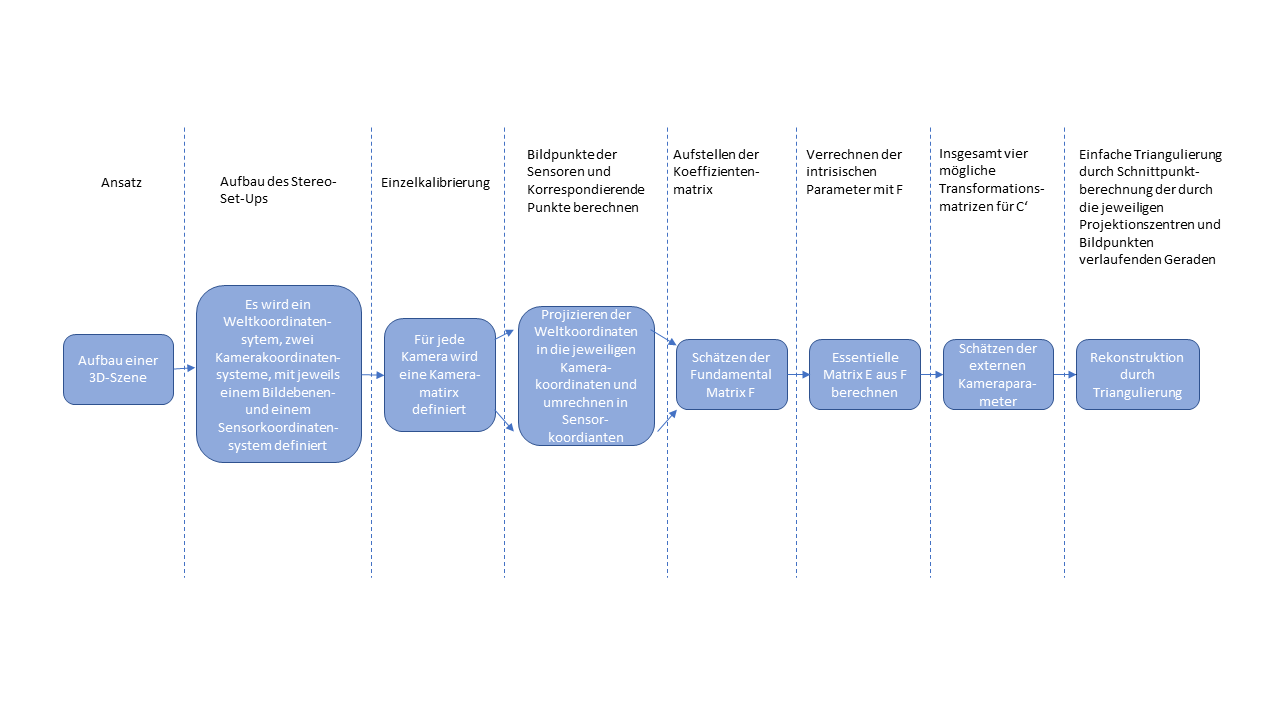 Ansatz
Aufbau des Stereo-
Set-Ups
Einzelkalibrierung
Bildpunkte der
Sensoren und
Korrespondierende
Punkte berechnen
Aufstellen der
Koeffizienten-
matrix
Verrechnen der
intrisischen
Parameter mit F
Insgesamt vier
mögliche
Transformations-
matrizen für C‘
Einfache Triangulierung
durch Schnittpunkt-
berechnung der durch
die jeweiligen
Projektionszentren und
Bildpunkten
verlaufenden Geraden
Aufbau einer
3D-Szene
Es wird ein
Weltkoordinaten-
sytem, zwei
Kamerakoordinaten-
systeme, mit jeweils
einem Bildebenen-
und einem
Sensorkoordinaten-
system definiert
Für jede
Kamera wird
eine Kamera-
matirx
definiert
Projizieren der
Weltkoordinaten
in die jeweiligen
Kamera-
koordinaten und
umrechnen in
Sensor-
koordianten
Schätzen der
Fundamental
Matrix F
Essentielle
Matrix E aus F
berechnen
Schätzen der
externen
Kamerapara-
meter
Rekonstruktion
durch
Triangulierung